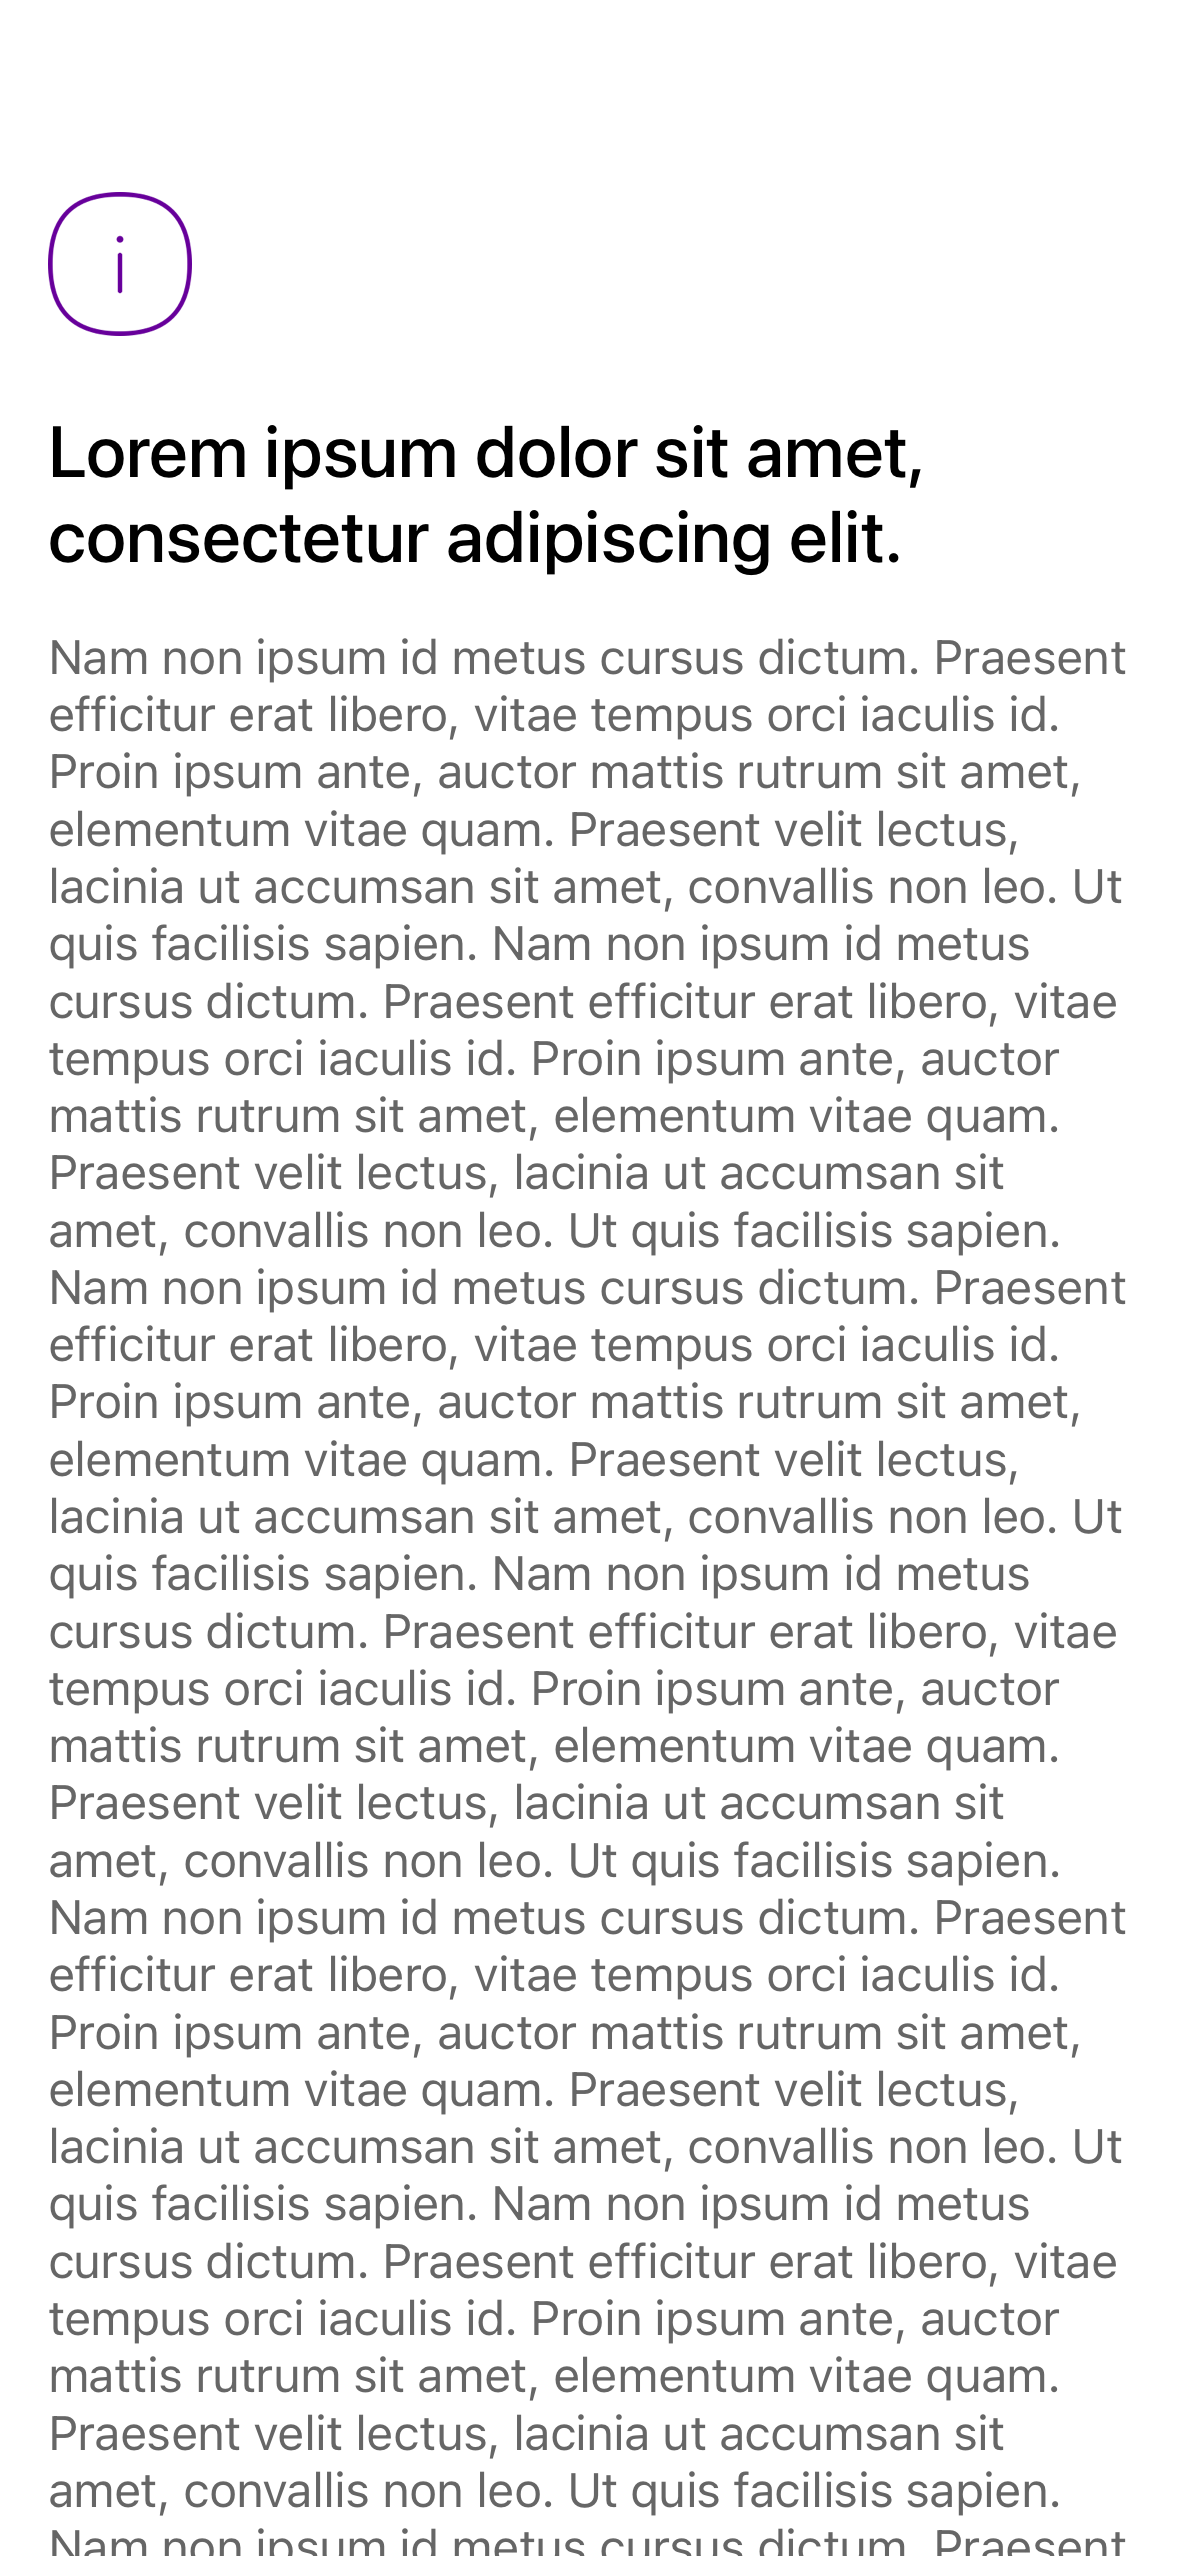 Lorem ipsum dolor sit amet,
consectetur adipiscing elit.
Nam non ipsum id metus cursus dictum. Praesent
efficitur erat libero, vitae tempus orci iaculis id.
Proin ipsum ante, auctor mattis rutrum sit amet,
elementum vitae quam. Praesent velit lectus,
lacinia ut accumsan sit amet, convallis non leo. Ut
quis facilisis sapien. Nam non ipsum id metus
cursus dictum. Praesent efficitur erat libero, vitae
tempus orci iaculis id. Proin ipsum ante, auctor
mattis rutrum sit amet, elementum vitae quam.
Praesent velit lectus, lacinia ut accumsan sit
amet, convallis non leo. Ut quis facilisis sapien.
Nam non ipsum id metus cursus dictum. Praesent
efficitur erat libero, vitae tempus orci iaculis id.
Proin ipsum ante, auctor mattis rutrum sit amet,
elementum vitae quam. Praesent velit lectus,
lacinia ut accumsan sit amet, convallis non leo. Ut
quis facilisis sapien. Nam non ipsum id metus
cursus dictum. Praesent efficitur erat libero, vitae
tempus orci iaculis id. Proin ipsum ante, auctor
mattis rutrum sit amet, elementum vitae quam.
Praesent velit lectus, lacinia ut accumsan sit
amet, convallis non leo. Ut quis facilisis sapien.
Nam non ipsum id metus cursus dictum. Praesent
efficitur erat libero, vitae tempus orci iaculis id.
Proin ipsum ante, auctor mattis rutrum sit amet,
elementum vitae quam. Praesent velit lectus,
lacinia ut accumsan sit amet, convallis non leo. Ut
quis facilisis sapien. Nam non ipsum id metus
cursus dictum. Praesent efficitur erat libero, vitae
tempus orci iaculis id. Proin ipsum ante, auctor
mattis rutrum sit amet, elementum vitae quam.
Praesent velit lectus, lacinia ut accumsan sit
amet, convallis non leo. Ut quis facilisis sapien.
Nam non ipsum id metus cursus dictum. Praesent